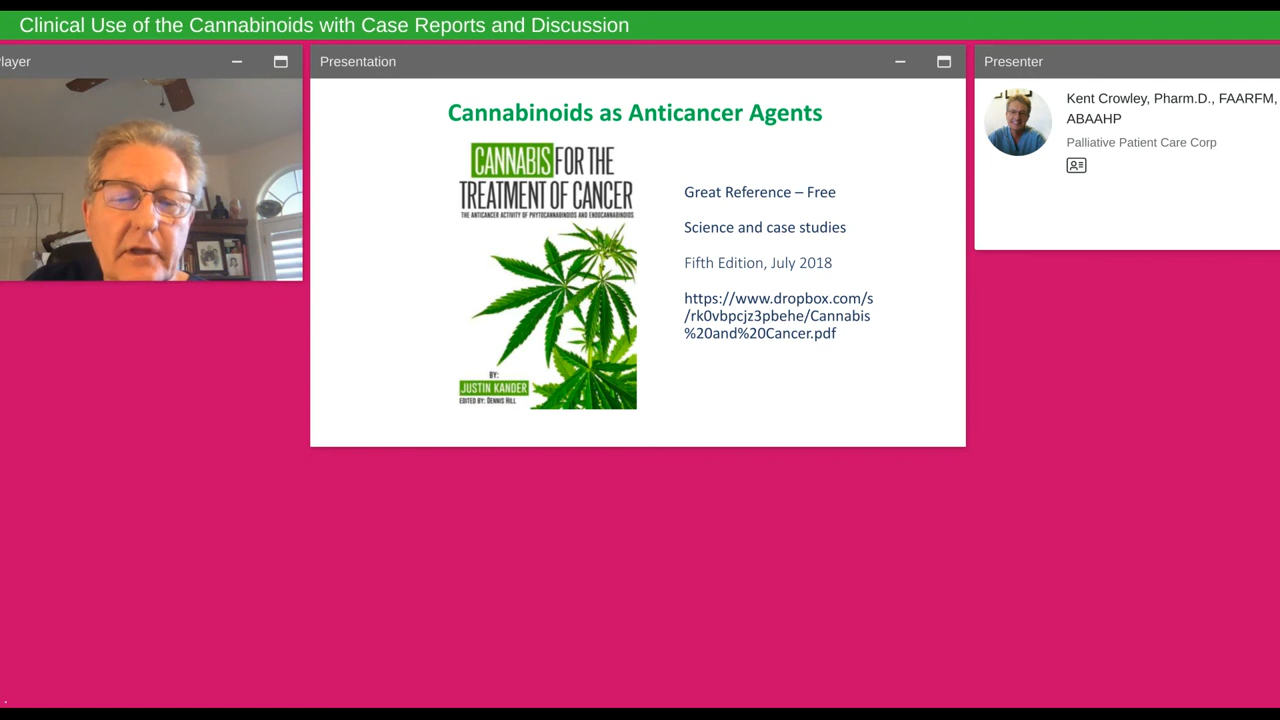 Clinical Use of the Cannabinoids with Case Reports and Discussion
layer
Presentation
Cannabinoids as Anticancer Agents
CANNABIS FOR THE
TREATMENT OF CANCER
THE ANTICANCER ACTIVITY OF PHYTOCANNABINOIDS AND ENDOCANNABINOIDS
BY:
JUSTIN KANDER
EDITED BY: DENNIS HILL
Great Reference – Free
Science and case studies
Fifth Edition, July 2018
https://www.dropbox.com/s
/rk0vbpcjz3pbehe/Cannabis
%20and%20Cancer.pdf
Presenter
Kent Crowley, Pharm.D., FAARFM,
ABAAHP
Palliative Patient Care Corp